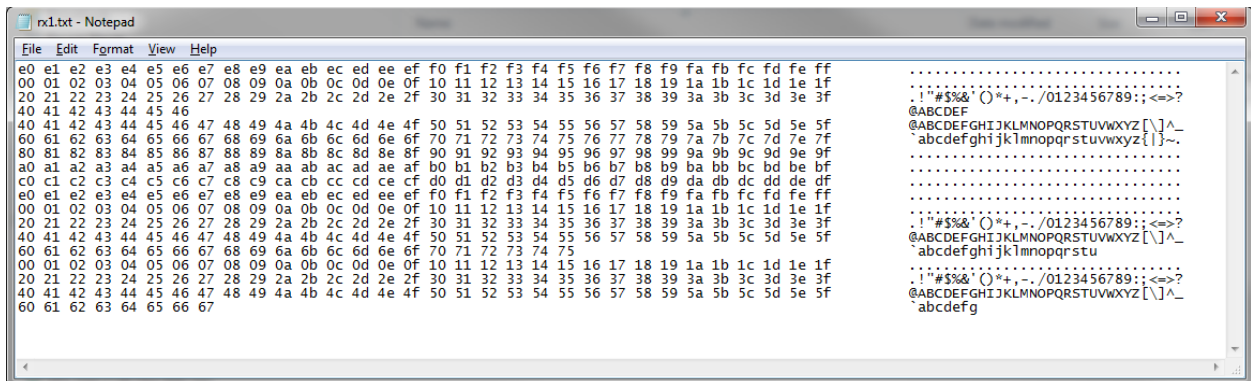 rx1.txt - Notepad
File Edit Format View Help
e0 e1 e2 e3 e4 e5 e6 e7 e8 e9 ea eb ec ed ee ef f0 f1 f2 f3 f4 f5 f6 f7 f8 f9 fa fb fc fd fe ff ................................
00 01 02 03 04 05 06 07 08 09 0a 0b 0c 0d 0e 0f 10 11 12 13 14 15 16 17 18 19 1a 1b 1c 1d 1e 1f ................................
20 21 22 23 24 25 26 27 28 29 2a 2b 2c 2d 2e 2f 30 31 32 33 34 35 36 37 38 39 3a 3b 3c 3d 3e 3f .!"#$%&'()*+,-./0123456789:;<=>?
40 41 42 43 44 45 46 @ABCDEF
40 41 42 43 44 45 46 47 48 49 4a 4b 4c 4d 4e 4f 50 51 52 53 54 55 56 57 58 59 5a 5b 5c 5d 5e 5f @ABCDEFGHIJKLMNOPQRSTUVWXYZ[\]^_
60 61 62 63 64 65 66 67 68 69 6a 6b 6c 6d 6e 6f 70 71 72 73 74 75 76 77 78 79 7a 7b 7c 7d 7e 7f `abcdefghijklmnopqrstuvwxyz{|}~.
80 81 82 83 84 85 86 87 88 89 8a 8b 8c 8d 8e 8f 90 91 92 93 94 95 96 97 98 99 9a 9b 9c 9d 9e 9f ................................
a0 a1 a2 a3 a4 a5 a6 a7 a8 a9 aa ab ac ad ae af b0 b1 b2 b3 b4 b5 b6 b7 b8 b9 ba bb bc bd be bf ................................
c0 c1 c2 c3 c4 c5 c6 c7 c8 c9 ca cb cc cd ce cf d0 d1 d2 d3 d4 d5 d6 d7 d8 d9 da db dc dd de df ................................
e0 e1 e2 e3 e4 e5 e6 e7 e8 e9 ea eb ec ed ee ef f0 f1 f2 f3 f4 f5 f6 f7 f8 f9 fa fb fc fd fe ff ................................
00 01 02 03 04 05 06 07 08 09 0a 0b 0c 0d 0e 0f 10 11 12 13 14 15 16 17 18 19 1a 1b 1c 1d 1e 1f ................................
20 21 22 23 24 25 26 27 28 29 2a 2b 2c 2d 2e 2f 30 31 32 33 34 35 36 37 38 39 3a 3b 3c 3d 3e 3f .!"#$%&'()*+,-./0123456789:;<=>?
40 41 42 43 44 45 46 47 48 49 4a 4b 4c 4d 4e 4f 50 51 52 53 54 55 56 57 58 59 5a 5b 5c 5d 5e 5f @ABCDEFGHIJKLMNOPQRSTUVWXYZ[\]^_
60 61 62 63 64 65 66 67 68 69 6a 6b 6c 6d 6e 6f 70 71 72 73 74 75 `abcdefghijklmnopqrstu
00 01 02 03 04 05 06 07 08 09 0a 0b 0c 0d 0e 0f 10 11 12 13 14 15 16 17 18 19 1a 1b 1c 1d 1e 1f ................................
20 21 22 23 24 25 26 27 28 29 2a 2b 2c 2d 2e 2f 30 31 32 33 34 35 36 37 38 39 3a 3b 3c 3d 3e 3f .!"#$%&'()*+,-./0123456789:;<=>?
40 41 42 43 44 45 46 47 48 49 4a 4b 4c 4d 4e 4f 50 51 52 53 54 55 56 57 58 59 5a 5b 5c 5d 5e 5f @ABCDEFGHIJKLMNOPQRSTUVWXYZ[\]^_
60 61 62 63 64 65 66 67 `abcdefg